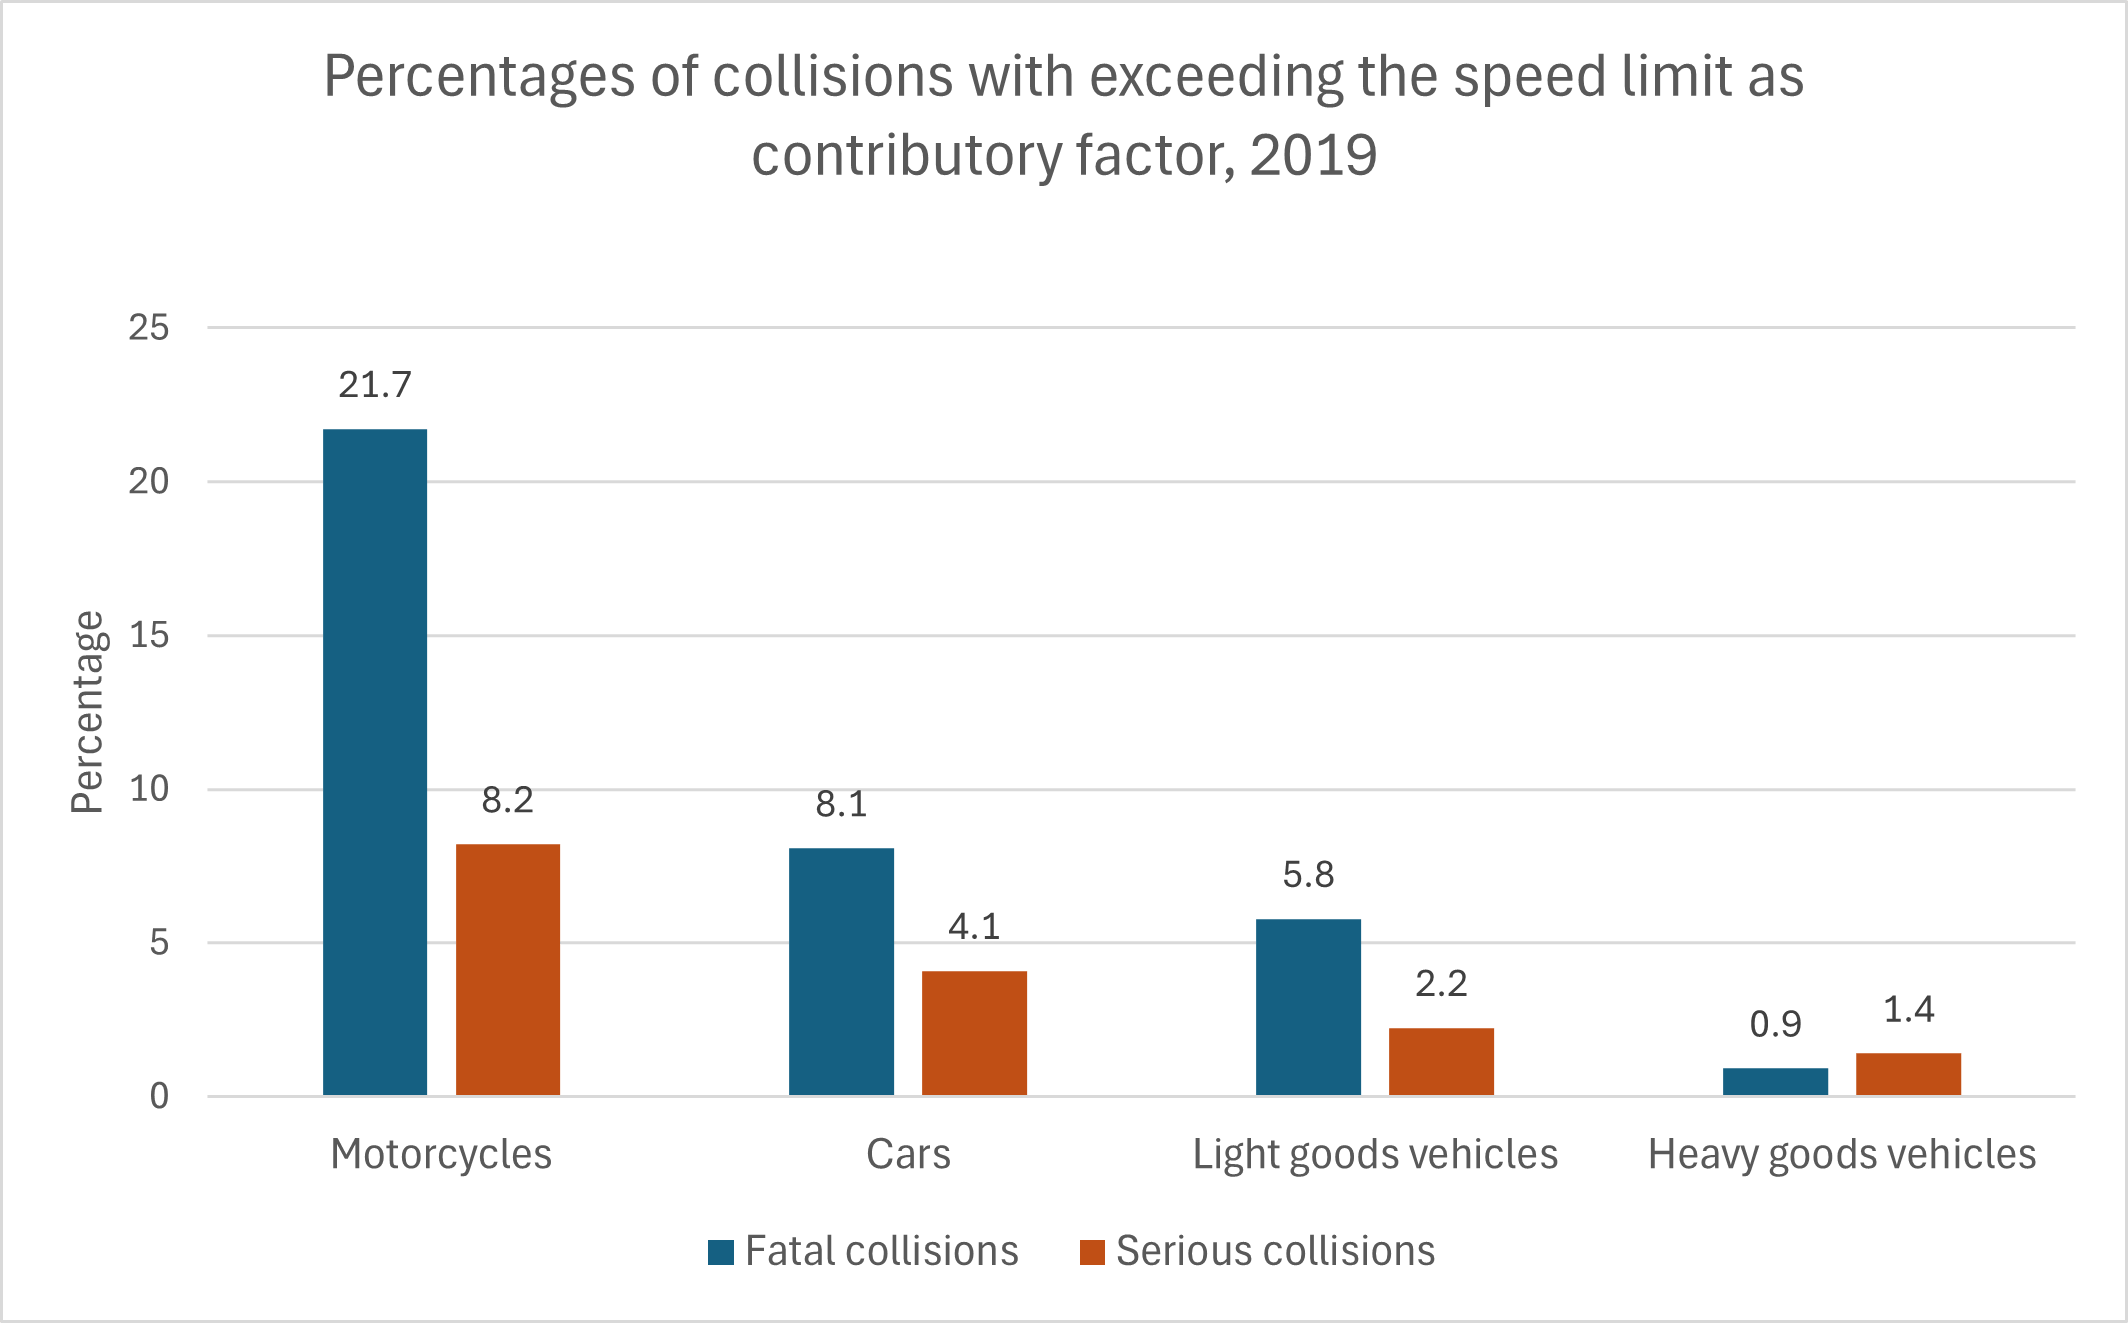 Percentages of collisions with exceeding the speed limit as
contributory factor, 2019
Percentage
25
20
15
10
5
0
21.7
8.2
8.1
4.1
5.8
2.2
0.9
1.4
Motorcycles
Cars
Light goods vehicles
Heavy goods vehicles
Fatal collisions
Serious collisions